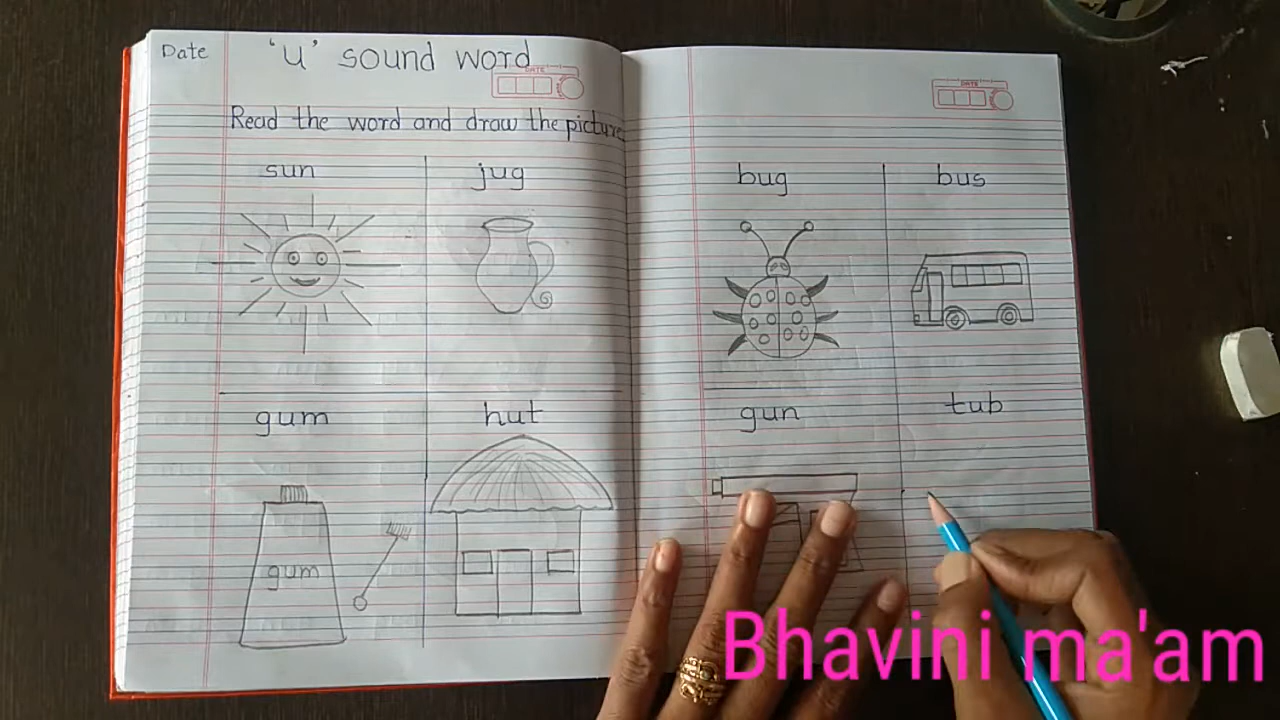 Date
'u' sound word
DATE
Read the word and draw the picture
sun
jug
gum
hut
gum
DATE
bug
bus
gun
tub
Bhavini ma'am